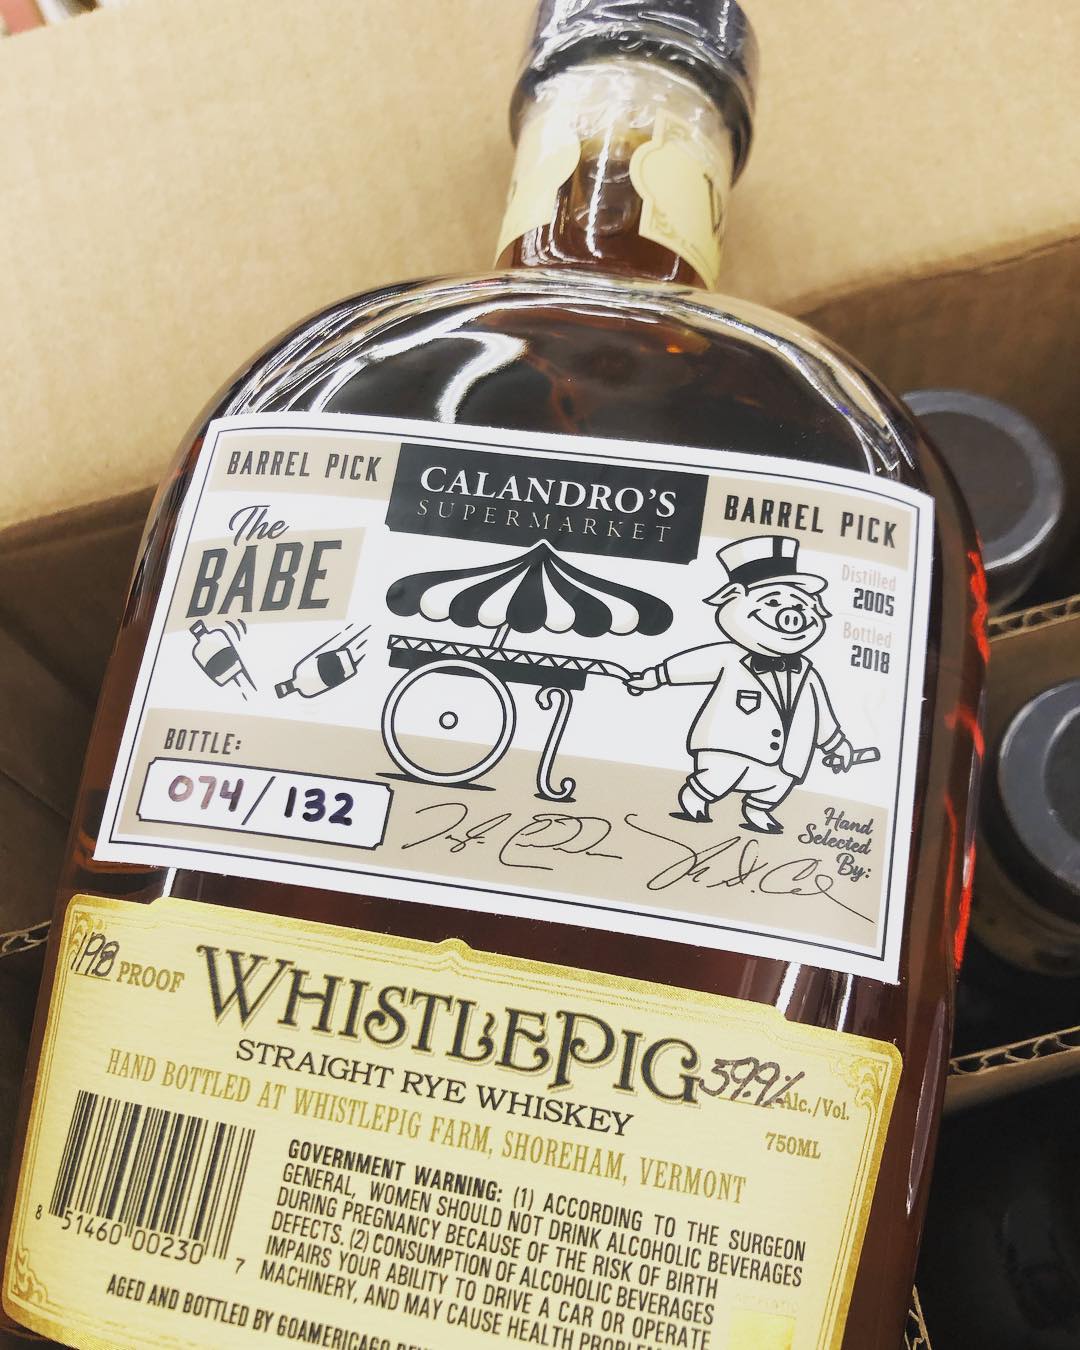 BARREL PICK
CALANDRO'S
SUPERMARKET
BARREL PICK
The
BABE
Distilled
2005
Bottled
2018
BOTTLE:
074/132
Hand
Selected
By:
PROOF
WHISTLEPIG
59.9% Alc./Vol.
STRAIGHT RYE WHISKEY
750ML
HAND BOTTLED AT WHISTLEPIG FARM, SHOREHAM, VERMONT
8 51460 00230 7
GOVERNMENT WARNING: (1) ACCORDING TO THE SURGEON
GENERAL, WOMEN SHOULD NOT DRINK ALCOHOLIC BEVERAGES
DURING PREGNANCY BECAUSE OF THE RISK OF BIRTH
DEFECTS. (2) CONSUMPTION OF ALCOHOLIC BEVERAGES
IMPAIRS YOUR ABILITY TO DRIVE A CAR OR OPERATE
MACHINERY, AND MAY CAUSE HEALTH
AGED AND BOTTLED BY GOAMERICAGO